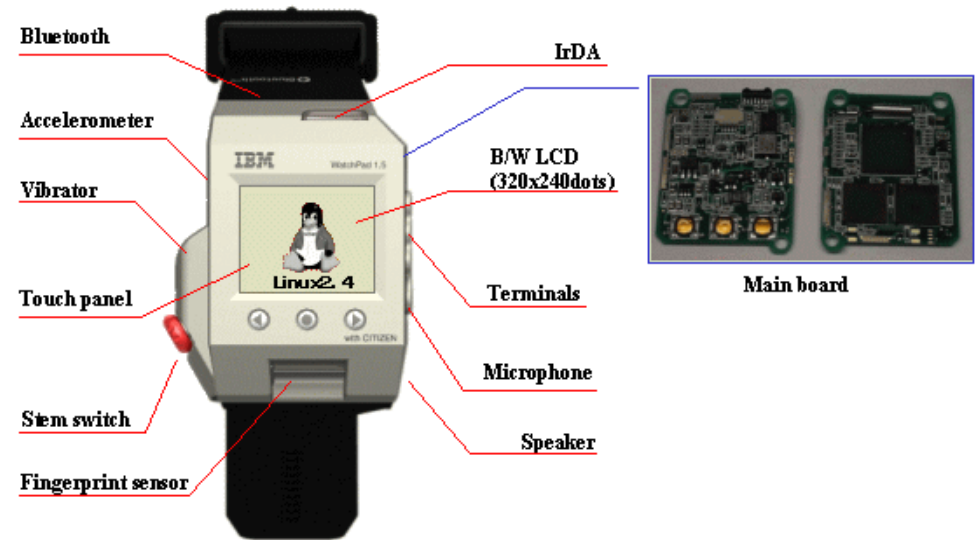 Bluetooth
IrDA
Accelerometer
IBM
WatchPad 1.5
B/W LCD
(320x240dots)
Vibrator
Touch panel
Linux2.4
Terminals
Main board
with CITIZEN
Microphone
Stem switch
Speaker
Fingerprint sensor